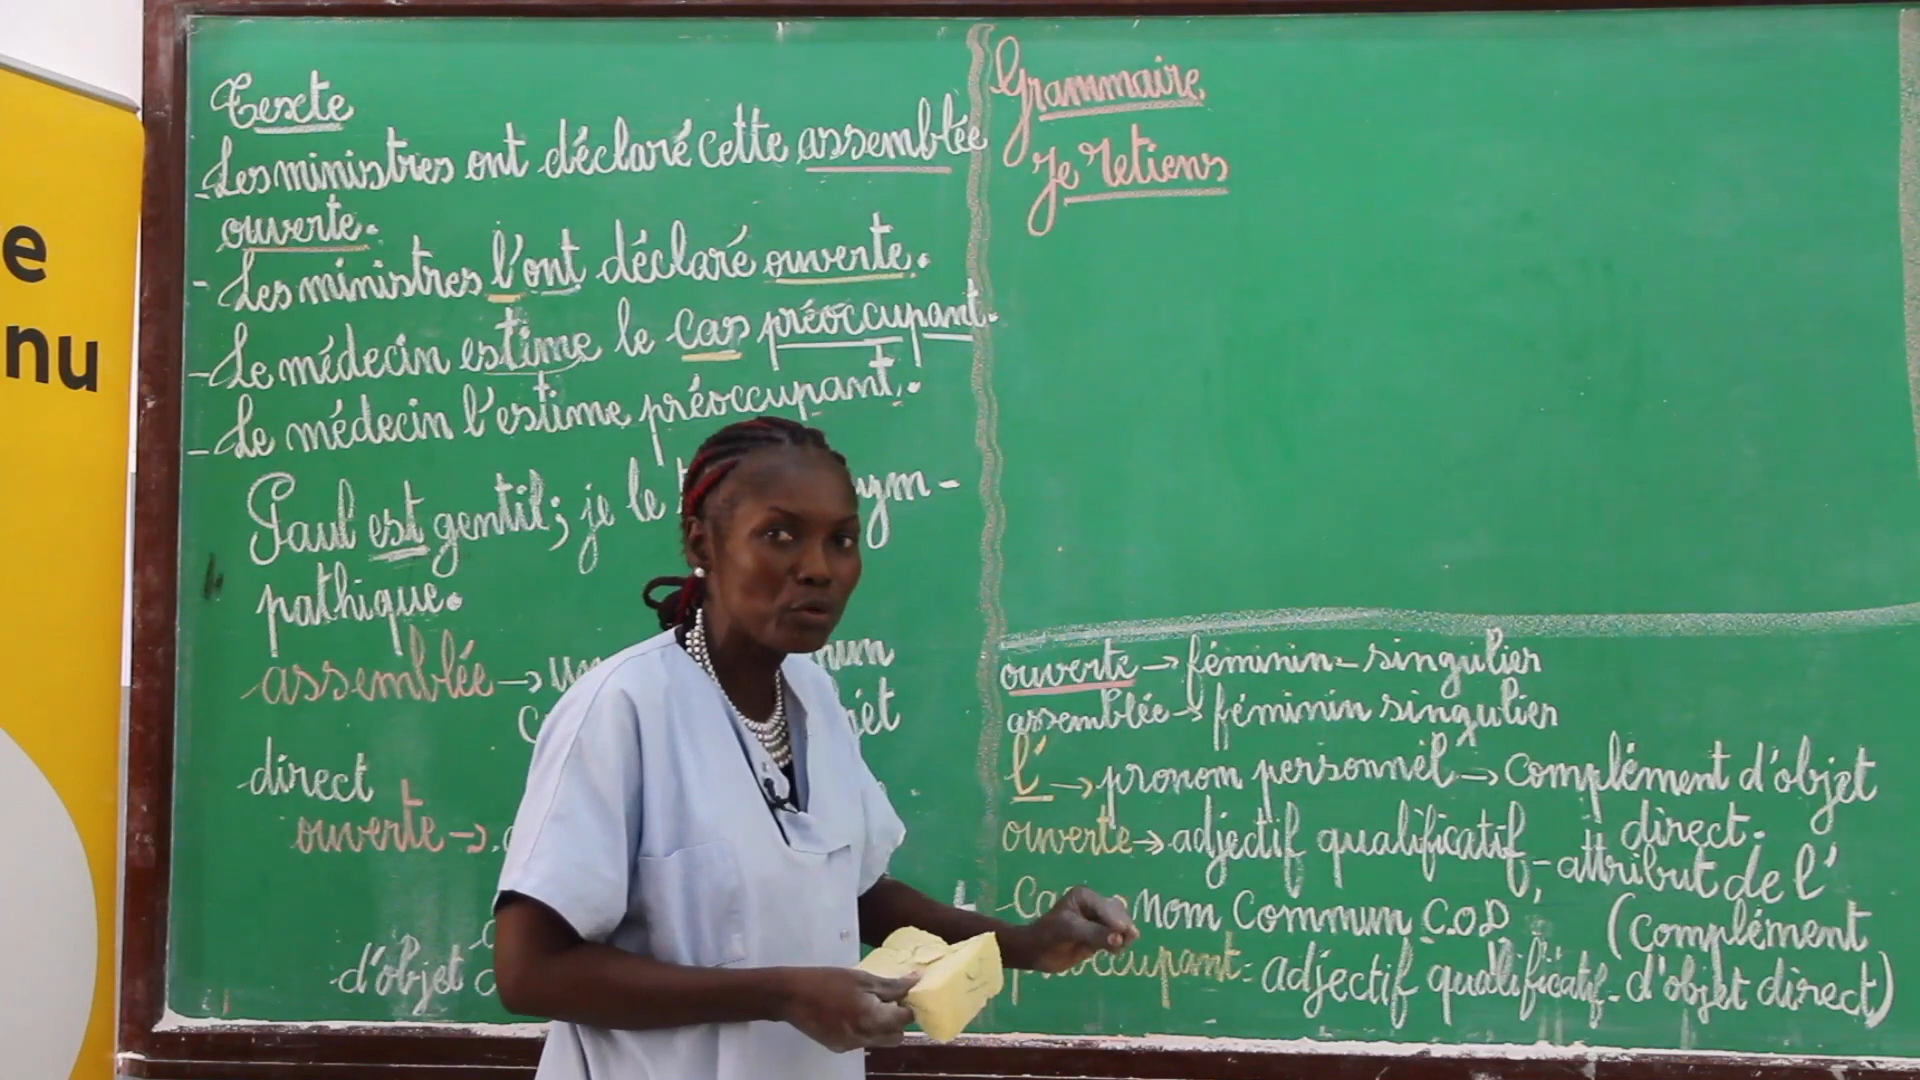 e
nu
Texte
- Les ministres ont déclaré cette assemblée
ouverte.
- Les ministres l'ont déclaré ouverte.
- Le médecin estime le cas préoccupant.
- Le médecin l'estime préoccupant.
Paul est gentil; je le
pathique.
assemblée →
direct
ouverte →
d'objet
Grammaire
Je retiens
ouverte → féminin - singulier
assemblée → féminin singulier
l' → pronom personnel → complément d'objet
direct.
ouverte → adjectif qualificatif - attribut de l'
nom commun C.O.D (complément
adjectif qualificatif - d'objet direct)